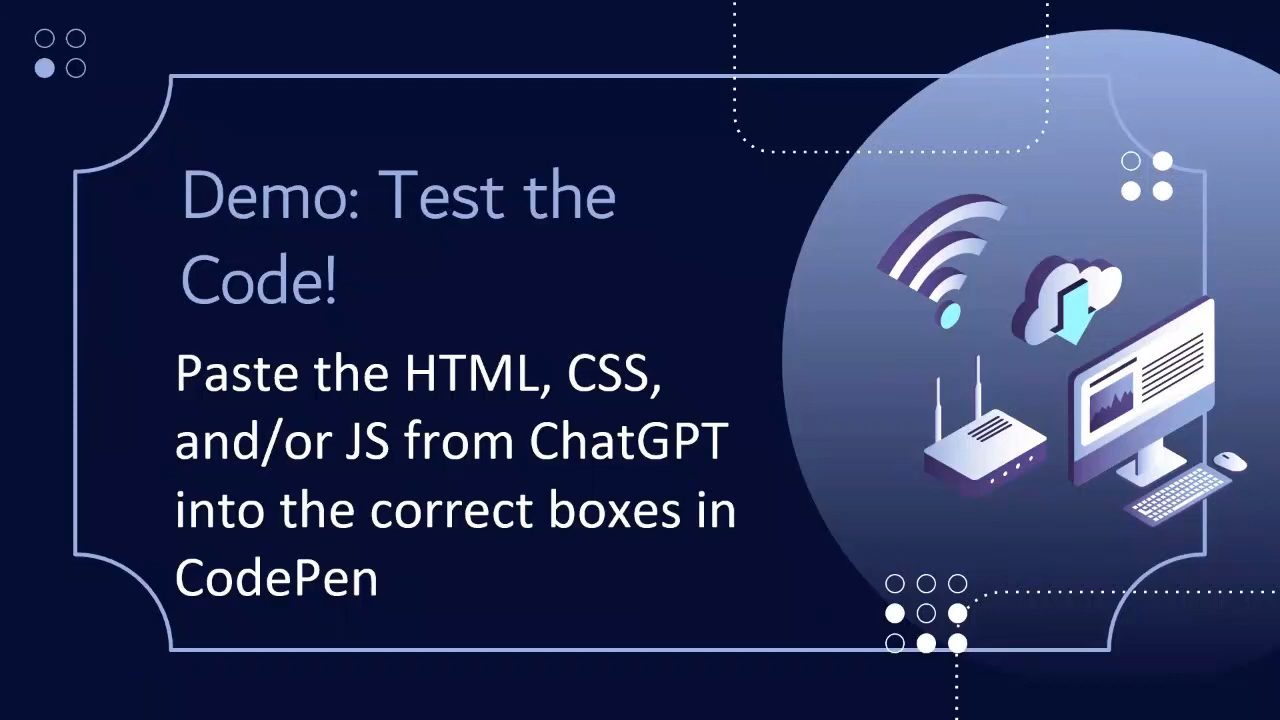 Demo: Test the
Code!
Paste the HTML, CSS,
and/or JS from ChatGPT
into the correct boxes in
CodePen